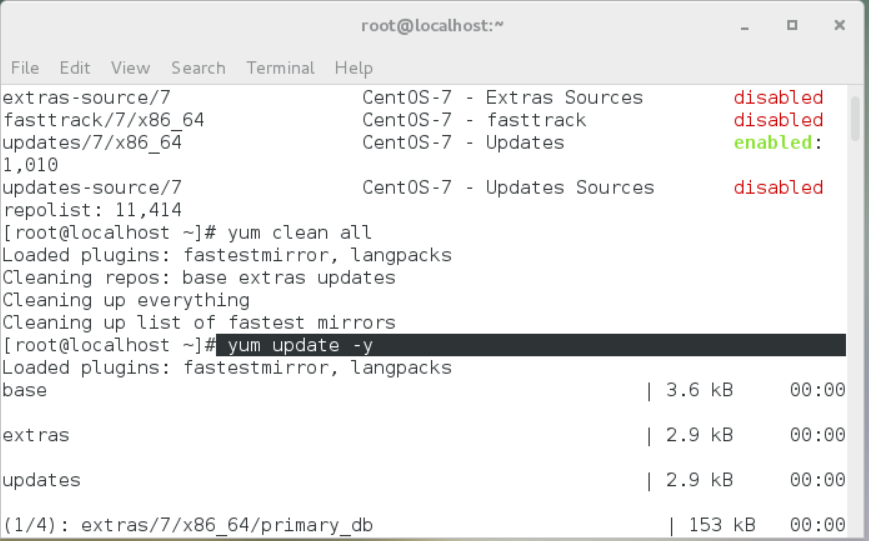 root@localhost:~
File Edit View Search Terminal Help
extras-source/7 CentOS-7 - Extras Sources disabled
fasttrack/7/x86_64 CentOS-7 - fasttrack disabled
updates/7/x86_64 CentOS-7 - Updates enabled:
1,010
updates-source/7 CentOS-7 - Updates Sources disabled
repolist: 11,414
[root@localhost ~]# yum clean all
Loaded plugins: fastestmirror, langpacks
Cleaning repos: base extras updates
Cleaning up everything
Cleaning up list of fastest mirrors
[root@localhost ~]# yum update -y
Loaded plugins: fastestmirror, langpacks
base | 3.6 kB 00:00
extras | 2.9 kB 00:00
updates | 2.9 kB 00:00
(1/4): extras/7/x86_64/primary_db | 153 kB 00:00